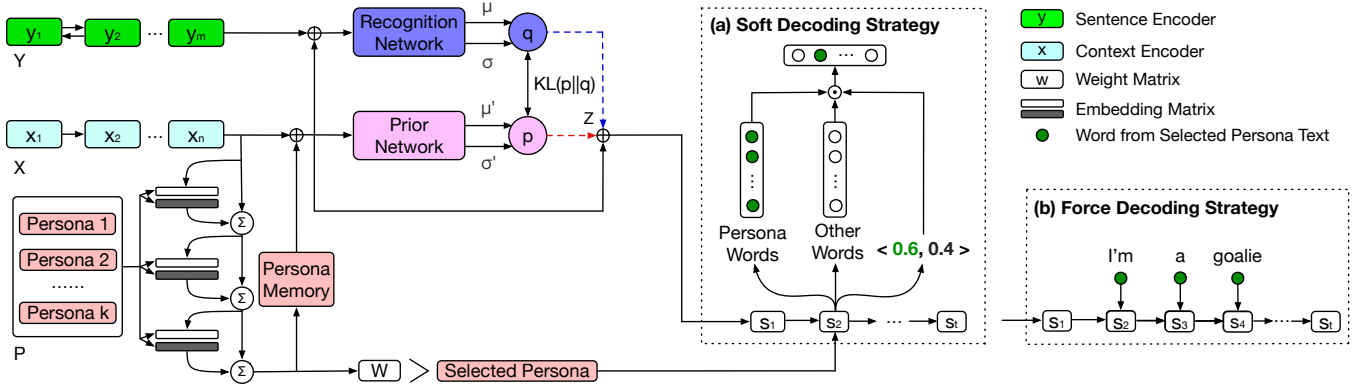 y1
y2
...
ym
Y
Recognition
Network
μ
σ
q
KL(p||q)
x1
x2
...
xn
X
Prior
Network
μ'
σ'
p
Z
Persona 1
Persona 2
......
Persona k
P
Σ
Σ
Σ
Persona
Memory
W
Selected Persona
(a) Soft Decoding Strategy
...
Persona
Words
Other
Words
< 0.6, 0.4 >
S1
S2
...
St
y Sentence Encoder
x Context Encoder
W Weight Matrix
Embedding Matrix
Word from Selected Persona Text
(b) Force Decoding Strategy
I'm a goalie
S1
S2
S3
S4
......
St